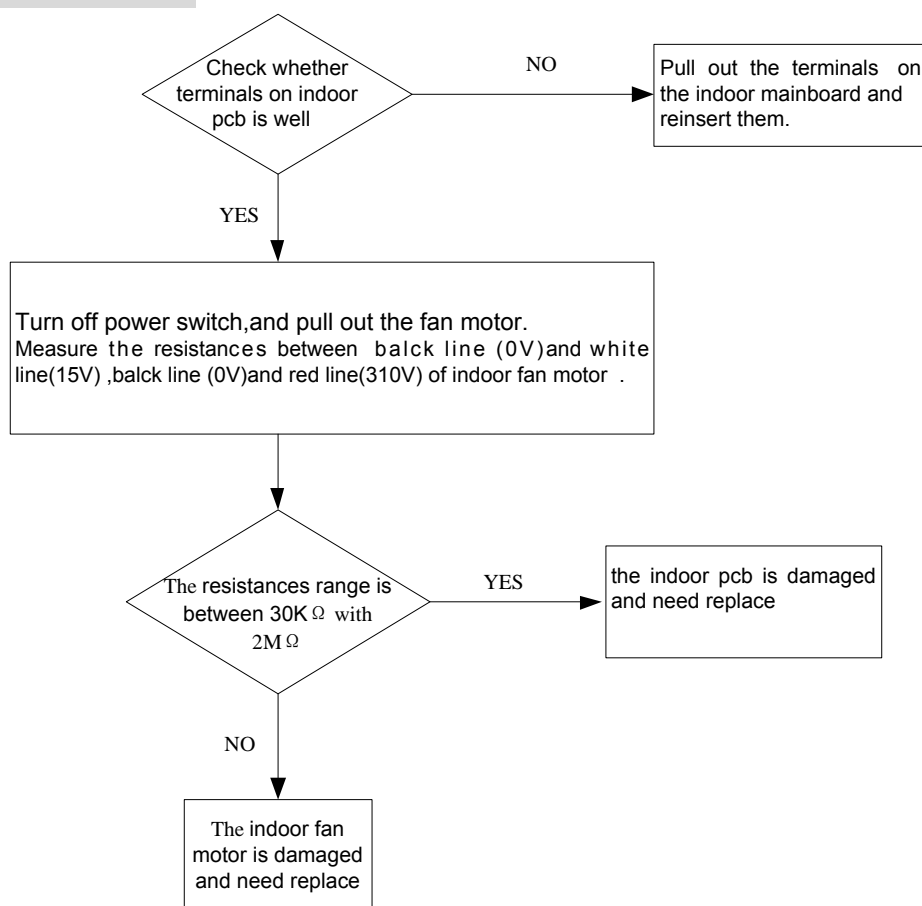 Check whether
terminals on indoor
pcb is well
NO
Pull out the terminals on
the indoor mainboard and
reinsert them.
YES
Turn off power switch,and pull out the fan motor.
Measure the resistances between balck line (0V)and white
line(15V) ,balck line (0V)and red line(310V) of indoor fan motor .
The resistances range is
between 30KΩ with
2MΩ
YES
the indoor pcb is damaged
and need replace
NO
The indoor fan
motor is damaged
and need replace